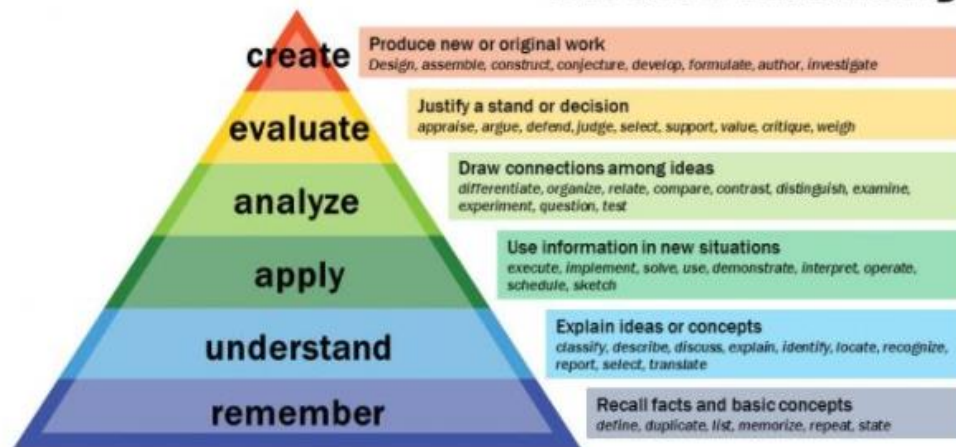 create
Produce new or original work
Design, assemble, construct, conjecture, develop, formulate, author, investigate
evaluate
Justify a stand or decision
appraise, argue, defend, judge, select, support, value, critique, weigh
analyze
Draw connections among ideas
differentiate, organize, relate, compare, contrast, distinguish, examine,
experiment, question, test
apply
Use information in new situations
execute, implement, solve, use, demonstrate, interpret, operate,
schedule, sketch
understand
Explain ideas or concepts
classify, describe, discuss, explain, identify, locate, recognize,
report, select, translate
remember
Recall facts and basic concepts
define, duplicate, list, memorize, repeat, state